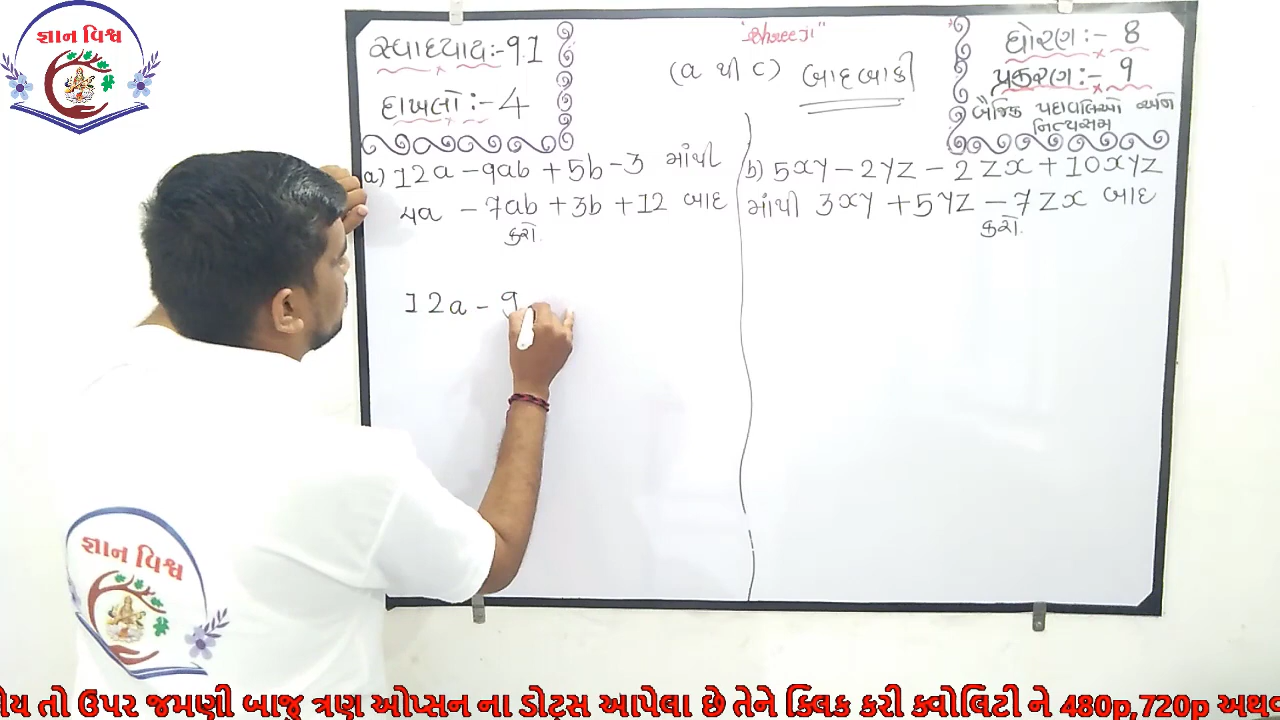 જ્ઞાન વિશ્વ
સ્વાધ્યાય:-9.1
દાખલો:-4
"Shreeji"
(a થી c) બાદબાકી
ધોરણ:- 8
પ્રકરણ:- 9
બૈજિક પદાવલિઓ અને
નિત્યસમ
a) 12a - 9ab + 5b - 3 માંથી
4a - 7ab + 3b + 12 બાદ
કરો.
b) 5xy - 2yz - 2zx + 10xyz
માંથી 3xy + 5yz - 7zx બાદ
કરો.
12a - 9
જ્ઞાન વિશ્વ
તો ઉપર જમણી બાજુ ત્રણ ઓપ્સન ના ડોટ્સ આપેલા છે તેને ક્લિક કરી ક્વોલિટી ને 480p,720p